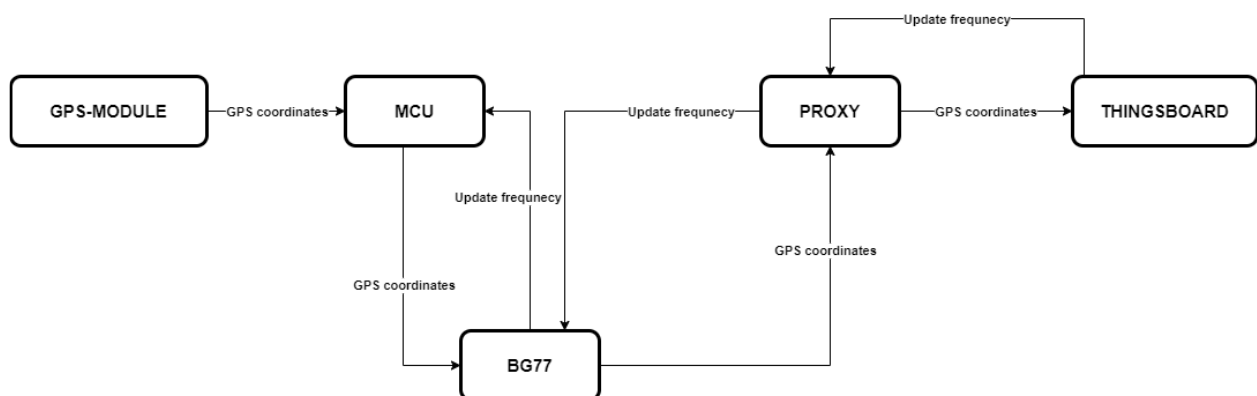 Update frequnecy
GPS-MODULE
GPS coordinates
MCU
Update frequnecy
PROXY
GPS coordinates
THINGSBOARD
Update frequnecy
GPS coordinates
GPS coordinates
BG77